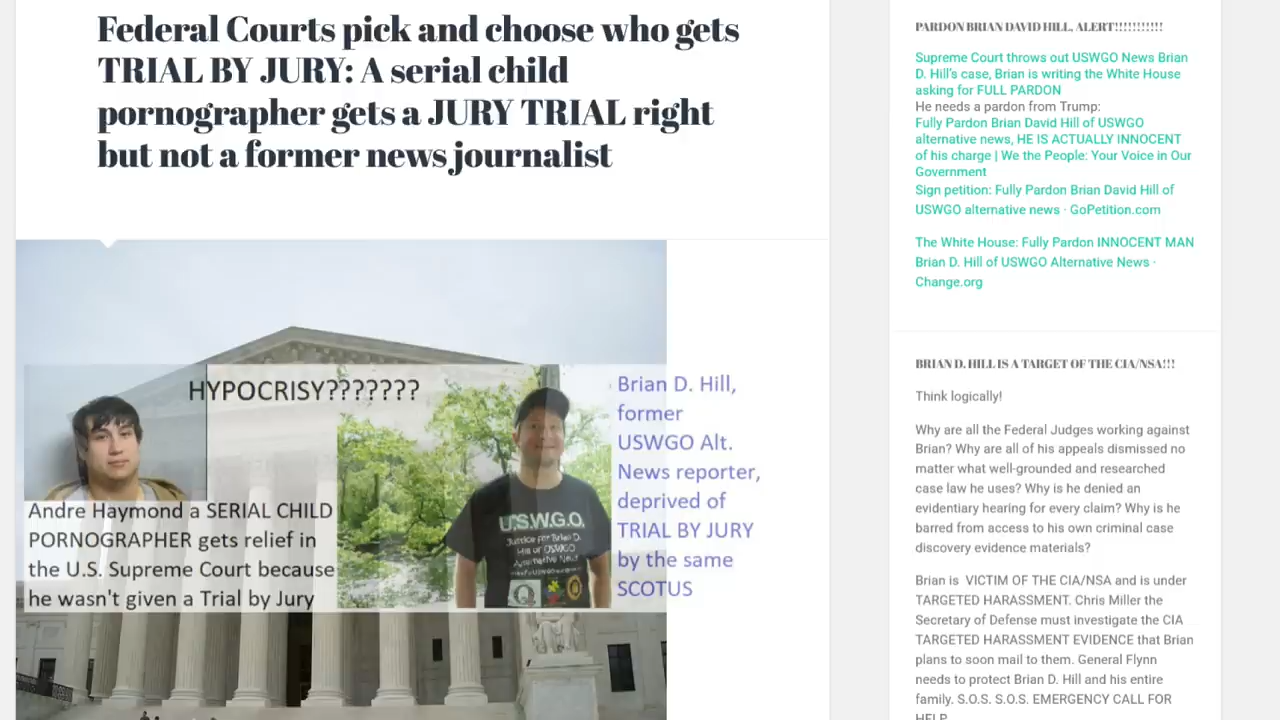 Federal Courts pick and choose who gets
TRIAL BY JURY: A serial child
pornographer gets a JURY TRIAL right
but not a former news journalist
HYPOCRISY???????
Andre Haymond a SERIAL CHILD
PORNOGRAPHER gets relief in
the U.S. Supreme Court because
he wasn't given a Trial by Jury
U.S.W.G.O.
Justice for Brian D.
Hill of USWGO
Alternative News
Q
Brian D. Hill,
former
USWGO Alt.
News reporter,
deprived of
TRIAL BY JURY
by the same
SCOTUS
PARDON BRIAN DAVID HILL, ALERT!!!!!!!!!!!
Supreme Court throws out USWGO News Brian
D. Hill's case, Brian is writing the White House
asking for FULL PARDON
He needs a pardon from Trump:
Fully Pardon Brian David Hill of USWGO
alternative news, HE IS ACTUALLY INNOCENT
of his charge | We the People: Your Voice in Our
Government
Sign petition: Fully Pardon Brian David Hill of
USWGO alternative news · GoPetition.com
The White House: Fully Pardon INNOCENT MAN
Brian D. Hill of USWGO Alternative News ·
Change.org
BRIAN D. HILL IS A TARGET OF THE CIA/NSA!!!
Think logically!
Why are all the Federal Judges working against
Brian? Why are all of his appeals dismissed no
matter what well-grounded and researched
case law he uses? Why is he denied an
evidentiary hearing for every claim? Why is he
barred from access to his own criminal case
discovery evidence materials?
Brian is VICTIM OF THE CIA/NSA and is under
TARGETED HARASSMENT. Chris Miller the
Secretary of Defense must investigate the CIA
TARGETED HARASSMENT EVIDENCE that Brian
plans to soon mail to them. General Flynn
needs to protect Brian D. Hill and his entire
family. S.O.S. S.O.S. EMERGENCY CALL FOR
HELP